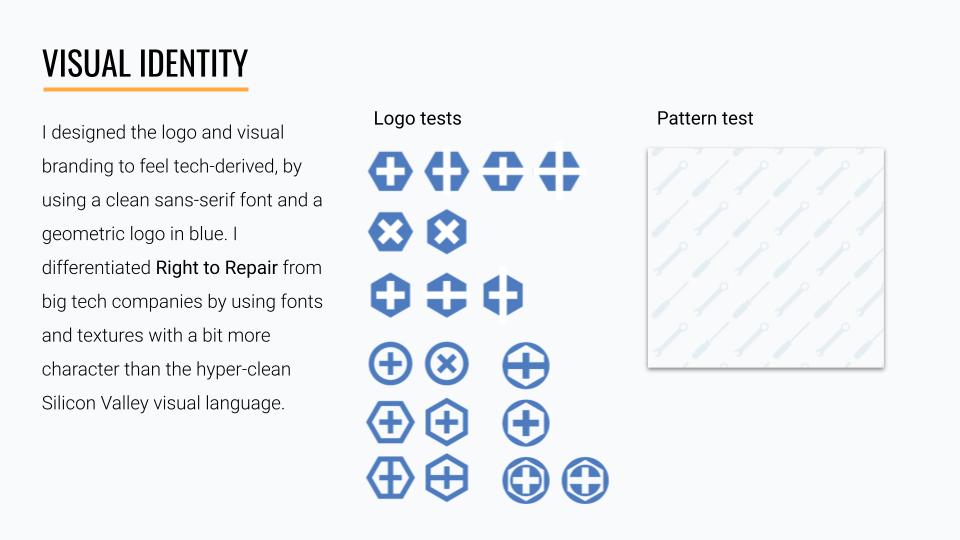 VISUAL IDENTITY
I designed the logo and visual
branding to feel tech-derived, by
using a clean sans-serif font and a
geometric logo in blue. I
differentiated Right to Repair from
big tech companies by using fonts
and textures with a bit more
character than the hyper-clean
Silicon Valley visual language.
Logo tests
Pattern test